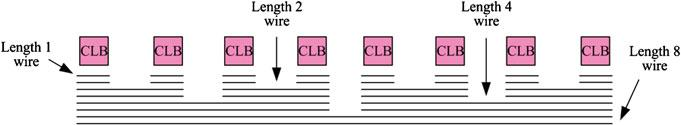 Length 2
wire
Length 4
wire
Length 1
wire
CLB CLB CLB CLB CLB CLB CLB CLB
Length 8
wire